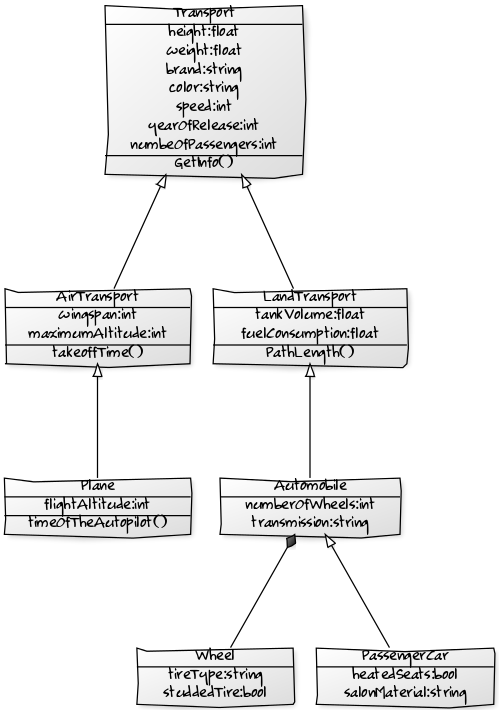 Transport
height:float
weight:float
brand:string
color:string
speed:int
yearOfRelease:int
numbeOfPassengers:int
GetInfo()
AirTransport
wingspan:int
maximumAltitude:int
takeoffTime()
LandTransport
tankVolume:float
fuelConsumption:float
PathLength()
Plane
flightAltitude:int
timeOfTheAutopilot()
Automobile
numberOfWheels:int
transmission:string
Wheel
tireType:string
studdedTire:bool
PassengerCar
heatedSeats:bool
salonMaterial:string